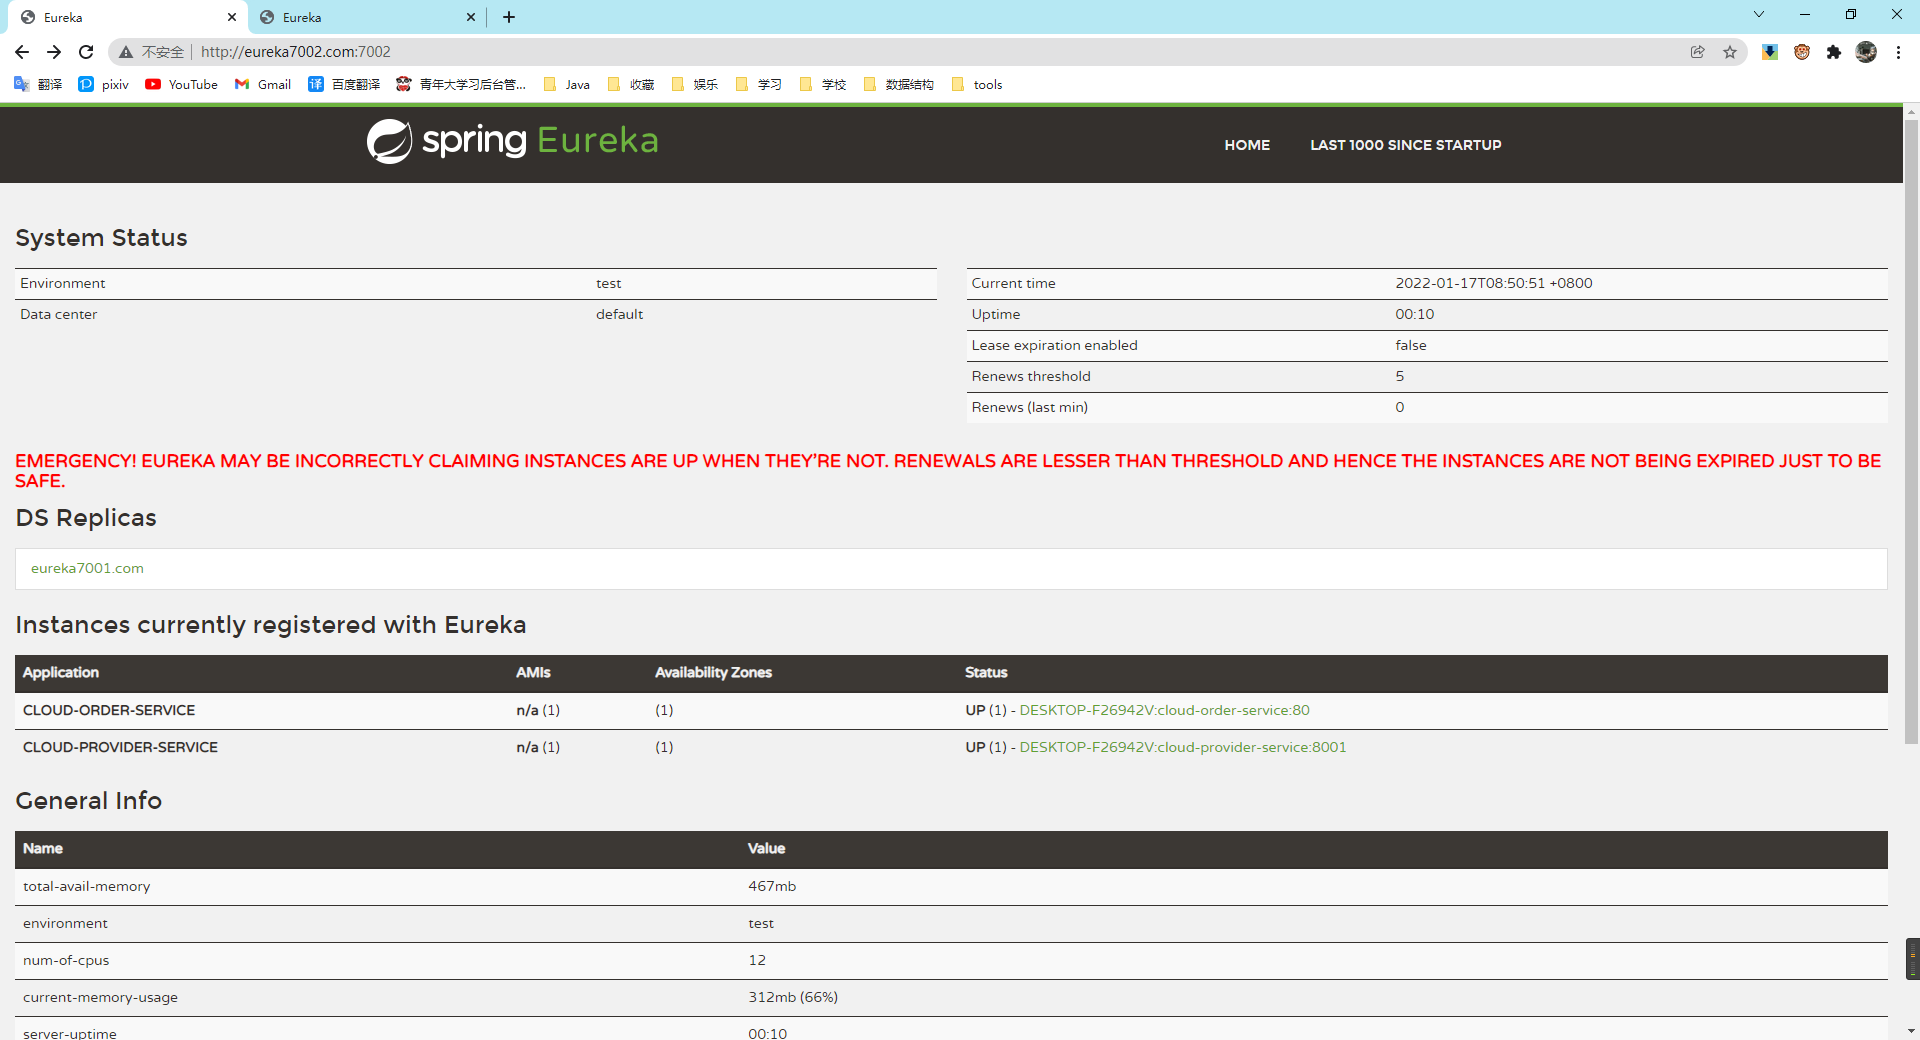 Eureka
Eureka
不安全 http://eureka7002.com:7002
翻译 pixiv YouTube Gmail 百度翻译 青年大学习后台管... Java 收藏 娱乐 学习 学校 数据结构 tools
spring Eureka HOME LAST 1000 SINCE STARTUP
System Status
Environment test
Data center default
Current time 2022-01-17T08:50:51 +0800
Uptime 00:10
Lease expiration enabled false
Renews threshold 5
Renews (last min) 0
EMERGENCY! EUREKA MAY BE INCORRECTLY CLAIMING INSTANCES ARE UP WHEN THEY'RE NOT. RENEWALS ARE LESSER THAN THRESHOLD AND HENCE THE INSTANCES ARE NOT BEING EXPIRED JUST TO BE
SAFE.
DS Replicas
eureka7001.com
Instances currently registered with Eureka
Application AMIs Availability Zones Status
CLOUD-ORDER-SERVICE n/a (1) (1) UP (1) - DESKTOP-F26942V:cloud-order-service:80
CLOUD-PROVIDER-SERVICE n/a (1) (1) UP (1) - DESKTOP-F26942V:cloud-provider-service:8001
General Info
Name Value
total-avail-memory 467mb
environment test
num-of-cpus 12
current-memory-usage 312mb (66%)
server-uptime 00:10